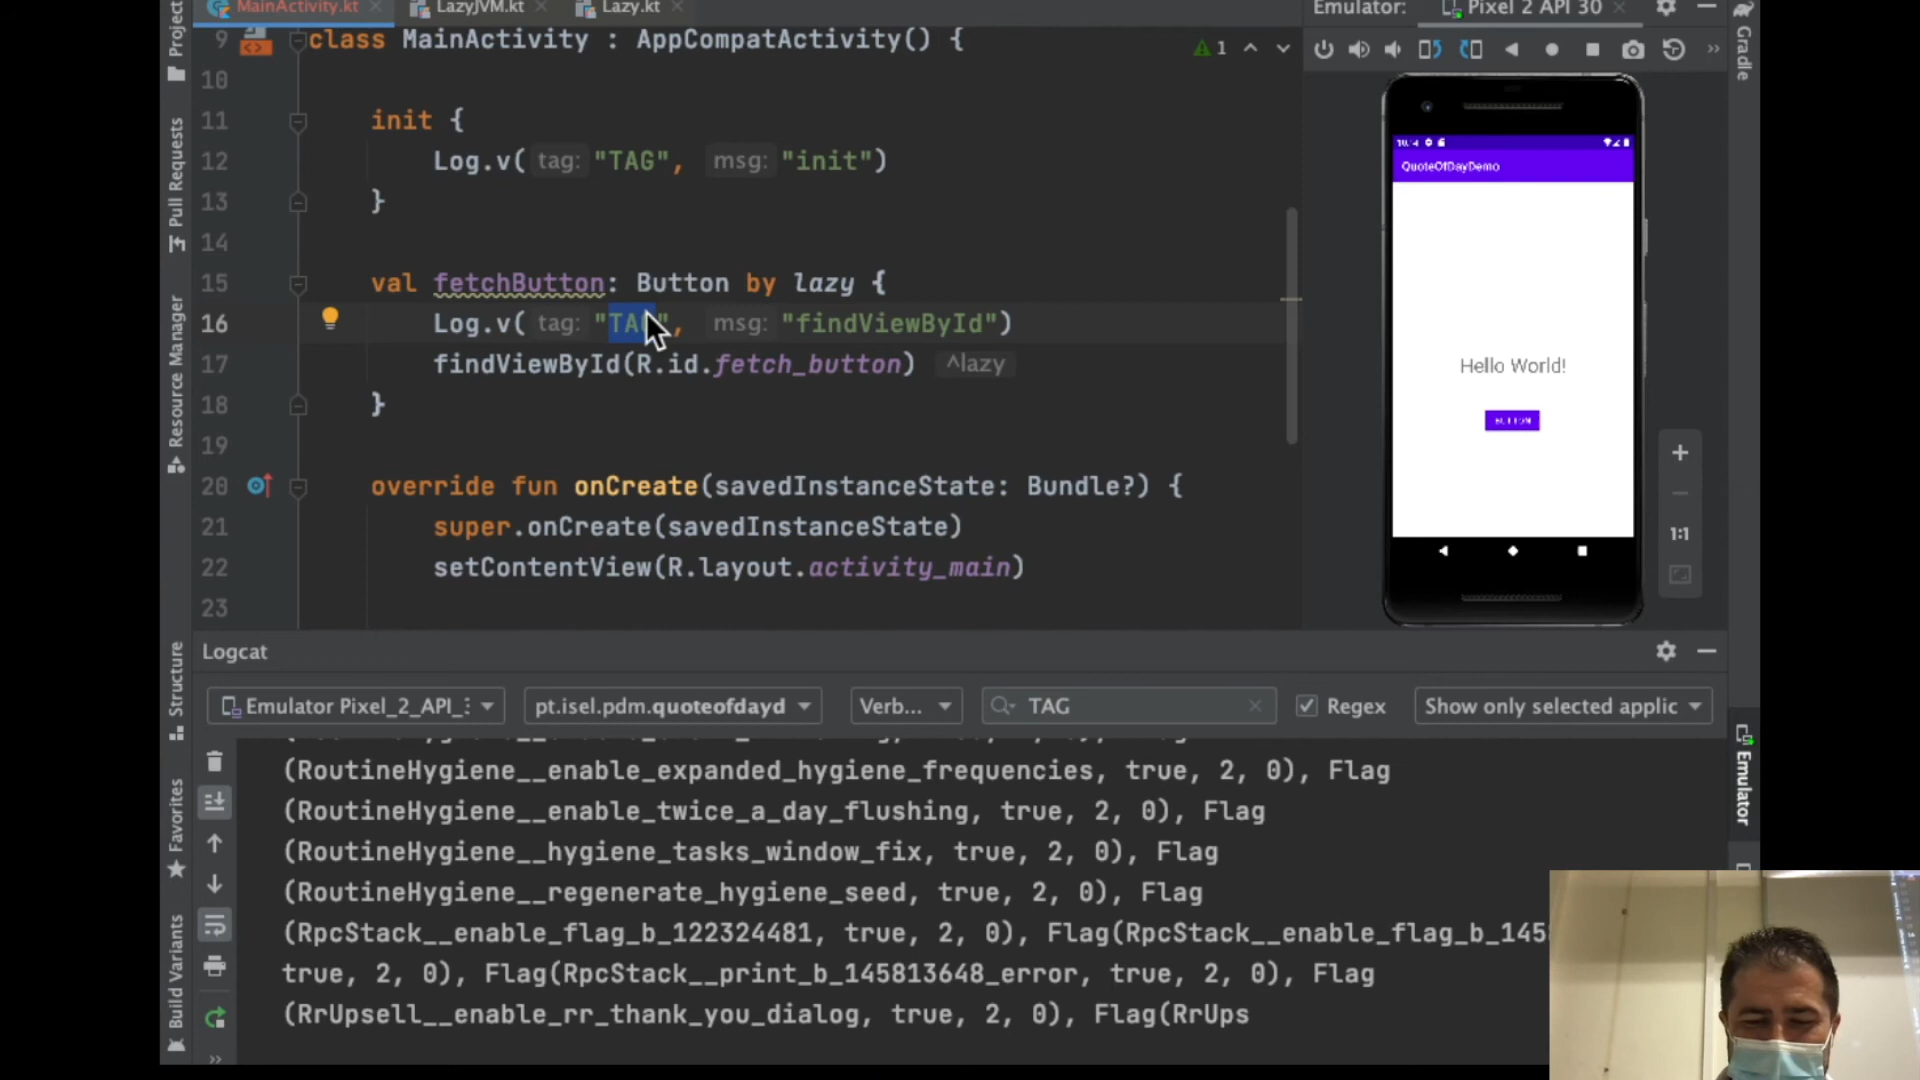 MainActivity.kt
LazyJVM.kt
Lazy.kt
Emulator:
Pixel 2 API 30
9 class MainActivity : AppCompatActivity() {
1
10
11 init {
12 Log.v( tag: "TAG", msg: "init")
13 }
14
15 val fetchButton: Button by lazy {
16 Log.v( tag: "TAG", msg: "findViewById")
17 findViewById(R.id.fetch_button) ^lazy
18 }
19
20 override fun onCreate(savedInstanceState: Bundle?) {
21 super.onCreate(savedInstanceState)
22 setContentView(R.layout.activity_main)
23
Project
Pull Requests
Resource Manager
Structure
Favorites
Build Variants
Gradle
Emulator
QuoteOfDayDemo
Hello World!
BUTTON
1:1
Logcat
Emulator Pixel_2_API_
pt.isel.pdm.quoteofdayd
Verb...
TAG
Regex
Show only selected applic
(RoutineHygiene__enable_expanded_hygiene_frequencies, true, 2, 0), Flag
(RoutineHygiene__enable_twice_a_day_flushing, true, 2, 0), Flag
(RoutineHygiene__hygiene_tasks_window_fix, true, 2, 0), Flag
(RoutineHygiene__regenerate_hygiene_seed, true, 2, 0), Flag
(RpcStack__enable_flag_b_122324481, true, 2, 0), Flag(RpcStack__enable_flag_b_145
true, 2, 0), Flag(RpcStack__print_b_145813648_error, true, 2, 0), Flag
(RrUpsell__enable_rr_thank_you_dialog, true, 2, 0), Flag(RrUps